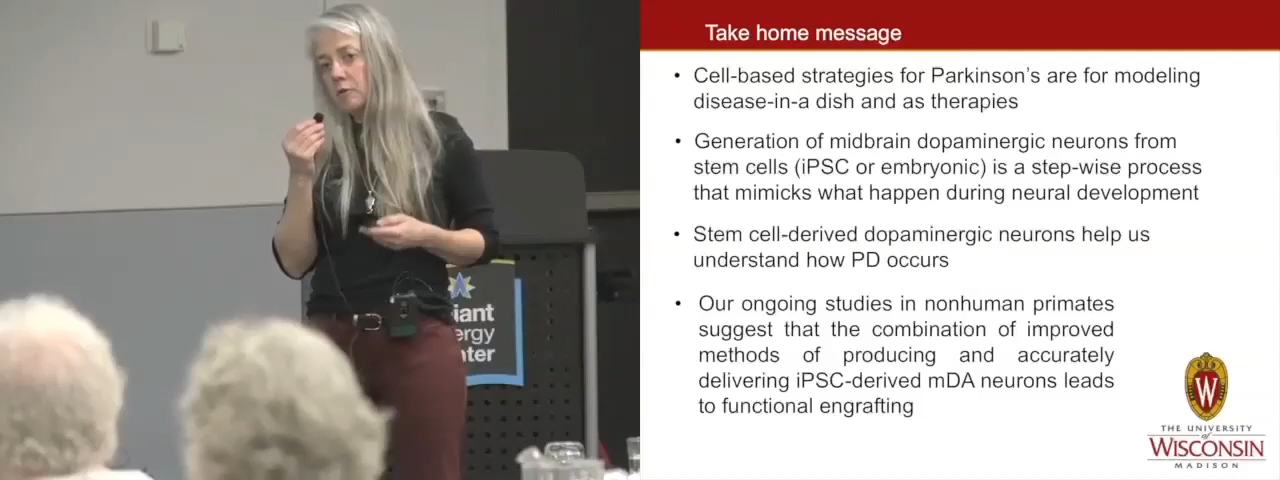 iant
ergy
nter
Take home message
• Cell-based strategies for Parkinson's are for modeling
disease-in-a dish and as therapies
• Generation of midbrain dopaminergic neurons from
stem cells (iPSC or embryonic) is a step-wise process
that mimicks what happen during neural development
• Stem cell-derived dopaminergic neurons help us
understand how PD occurs
• Our ongoing studies in nonhuman primates
suggest that the combination of improved
methods of producing and accurately
delivering iPSC-derived mDA neurons leads
to functional engrafting
W
THE UNIVERSITY
of
WISCONSIN
MADISON